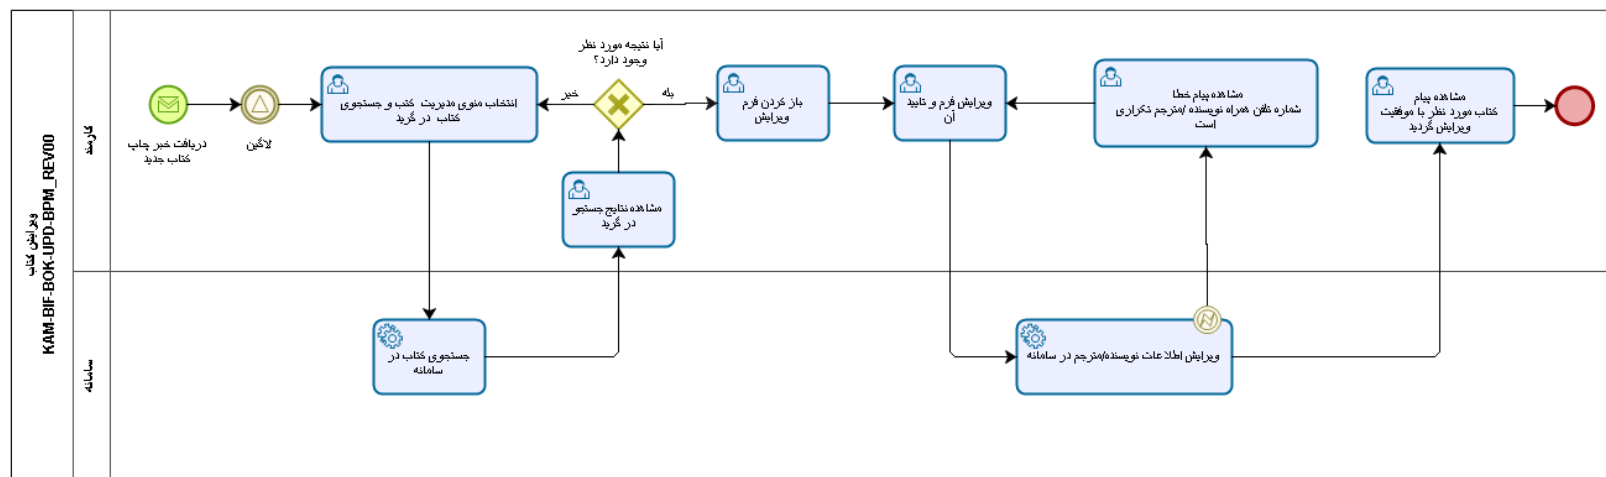 ویرایش کتاب
KAM-BIF-BOK-UPD-BPM_REV00
کارمند
سامانه
دریافت خبر چاپ
کتاب جدید
لاگین
انتخاب منوی مدیریت کتب و جستجوی
کتاب در گرید
آیا نتیجه مورد نظر
وجود دارد؟
خیر
بله
مشاهده نتایج جستجو
در گرید
باز کردن فرم
ویرایش
ویرایش فرم و تایید
آن
مشاهده پیام خطا
شماره تلفن همراه نویسنده /مترجم تکراری
است
مشاهده پیام
کتاب مورد نظر با موفقیت
ویرایش گردید
جستجوی کتاب در
سامانه
ویرایش اطلاعات نویسنده/مترجم در سامانه